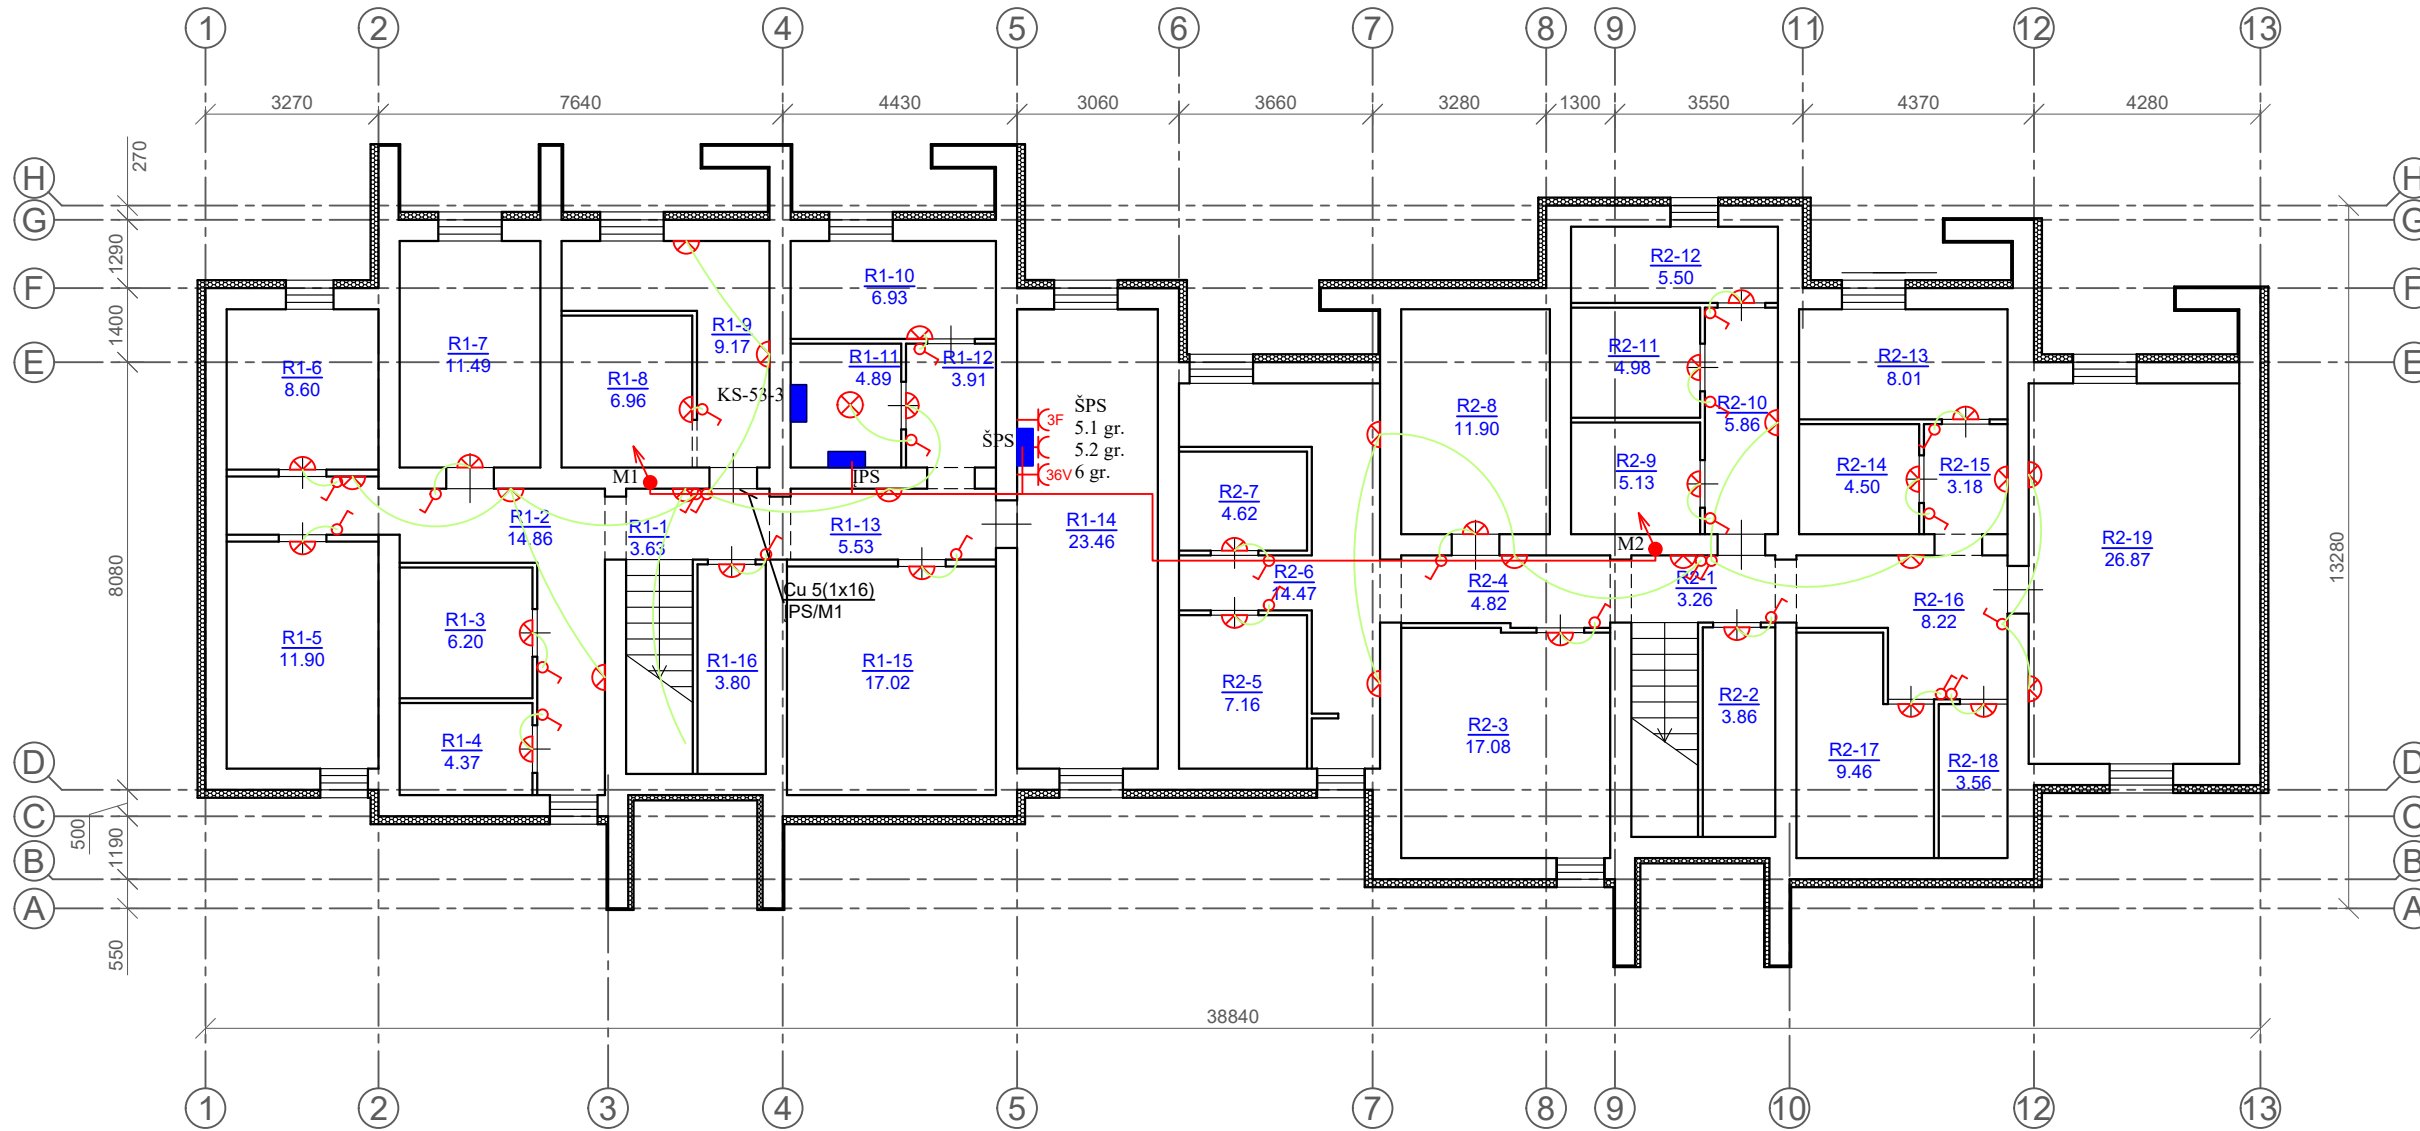 1 2 4 5 6 7 8 9 11 12 13
3270 7640 4430 3060 3660 3280 1300 3550 4370 4280
270
H H
G G
1290
F F
1400
E E
8080
13280
D D
C C
500
1190
B B
A A
550
R1-10
6.93
R2-12
5.50
R1-9
9.17
R1-7
11.49
R1-11
4.89
R1-12
3.91
R1-6
8.60
R1-8
6.96
KS-53-3
R2-11
4.98
R2-13
8.01
R2-8
11.90
R2-10
5.86
3F
36V
ŠPS
ŠPS
5.1 gr.
5.2 gr.
6 gr.
M1
ĮPS
R2-7
4.62
R2-9
5.13
R2-14
4.50
R2-15
3.18
R1-2
14.86
R1-1
3.63
R1-13
5.53
R1-14
23.46
M2
R2-19
26.87
R2-6
14.47
R2-4
4.82
R2-1
3.26
Cu 5(1x16)
ĮPS/M1
R2-16
8.22
R1-3
6.20
R1-5
11.90
R1-16
3.80
R1-15
17.02
R2-5
7.16
R2-2
3.86
R2-3
17.08
R1-4
4.37
R2-17
9.46
R2-18
3.56
38840
1 2 3 4 5 7 8 9 10 12 13